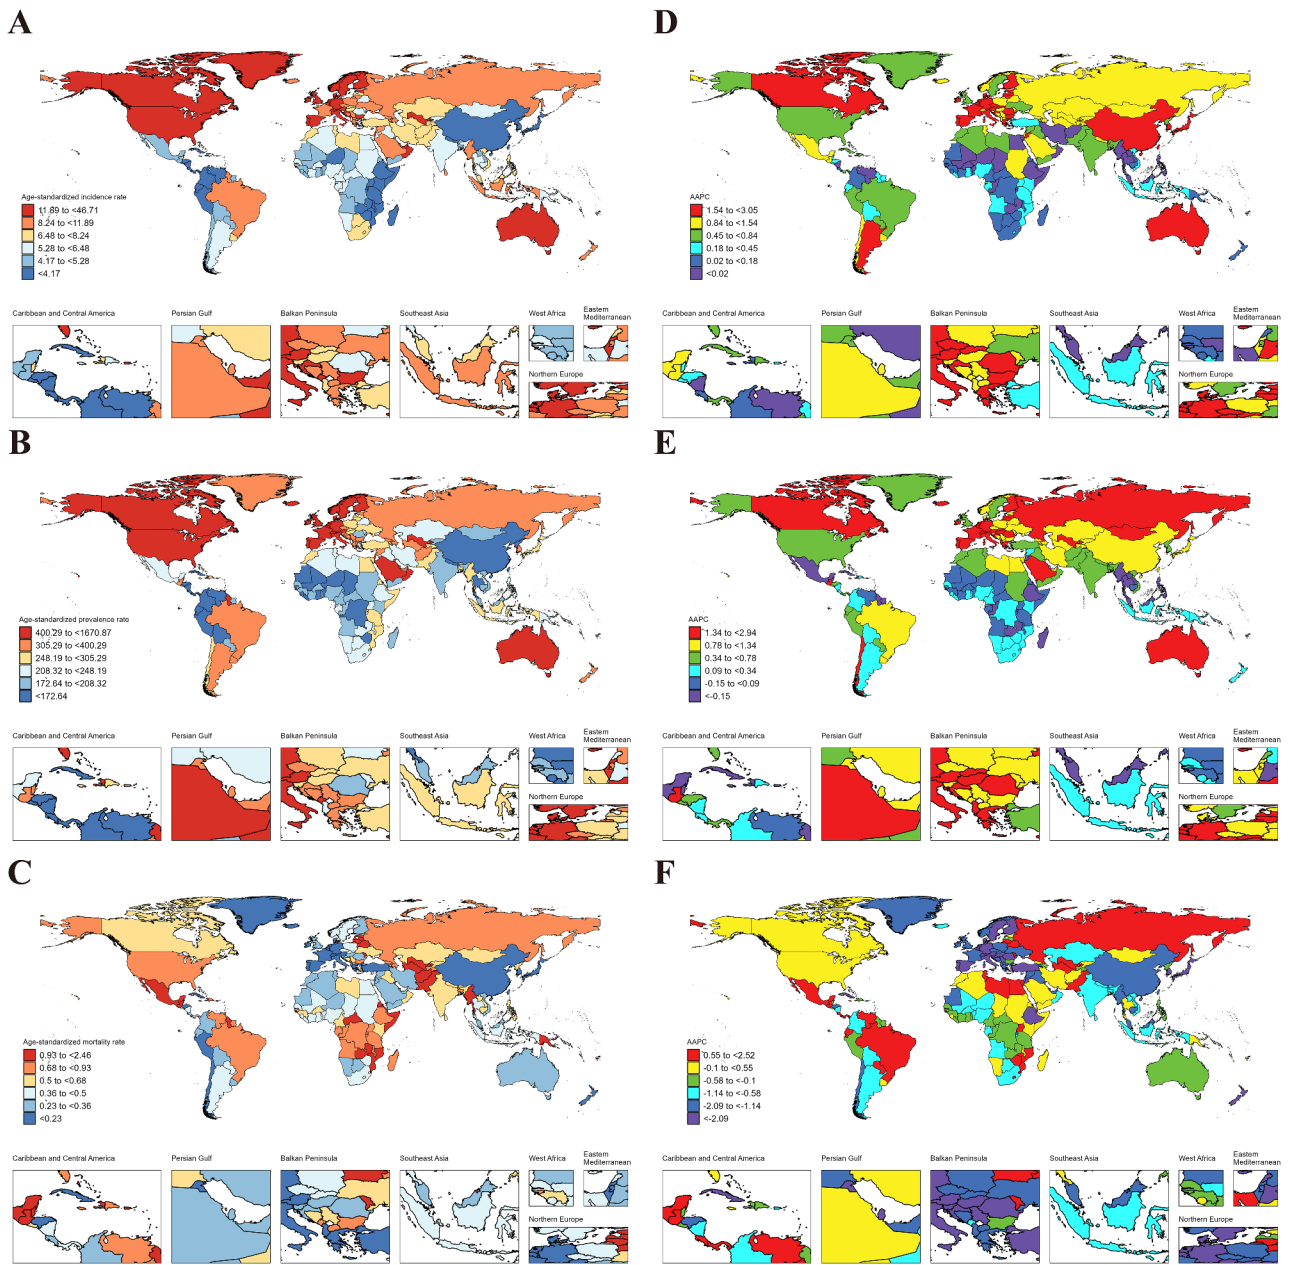 A
Age-standardized incidence rate
11.89 to <46.71
8.24 to <11.89
6.48 to <8.24
5.28 to <6.48
4.17 to <5.28
<4.17
Caribbean and Central America
Persian Gulf
Balkan Peninsula
Southeast Asia
West Africa
Eastern
Mediterranean
Northern Europe
D
AAPC
1.54 to <3.05
0.84 to <1.54
0.45 to <0.84
0.18 to <0.45
0.02 to <0.18
<0.02
Caribbean and Central America
Persian Gulf
Balkan Peninsula
Southeast Asia
West Africa
Eastern
Mediterranean
Northern Europe
B
Age-standardized prevalence rate
400.29 to <1670.87
305.29 to <400.29
248.19 to <305.29
208.32 to <248.19
172.64 to <208.32
<172.64
Caribbean and Central America
Persian Gulf
Balkan Peninsula
Southeast Asia
West Africa
Eastern
Mediterranean
Northern Europe
E
AAPC
1.34 to <2.94
0.78 to <1.34
0.34 to <0.78
0.09 to <0.34
-0.15 to <0.09
<-0.15
Caribbean and Central America
Persian Gulf
Balkan Peninsula
Southeast Asia
West Africa
Eastern
Mediterranean
Northern Europe
C
Age-standardized mortality rate
0.93 to <2.46
0.68 to <0.93
0.5 to <0.68
0.36 to <0.5
0.23 to <0.36
<0.23
Caribbean and Central America
Persian Gulf
Balkan Peninsula
Southeast Asia
West Africa
Eastern
Mediterranean
Northern Europe
F
AAPC
0.55 to <2.52
-0.1 to <0.55
-0.58 to <-0.1
-1.14 to <-0.58
-2.09 to <-1.14
<-2.09
Caribbean and Central America
Persian Gulf
Balkan Peninsula
Southeast Asia
West Africa
Eastern
Mediterranean
Northern Europe